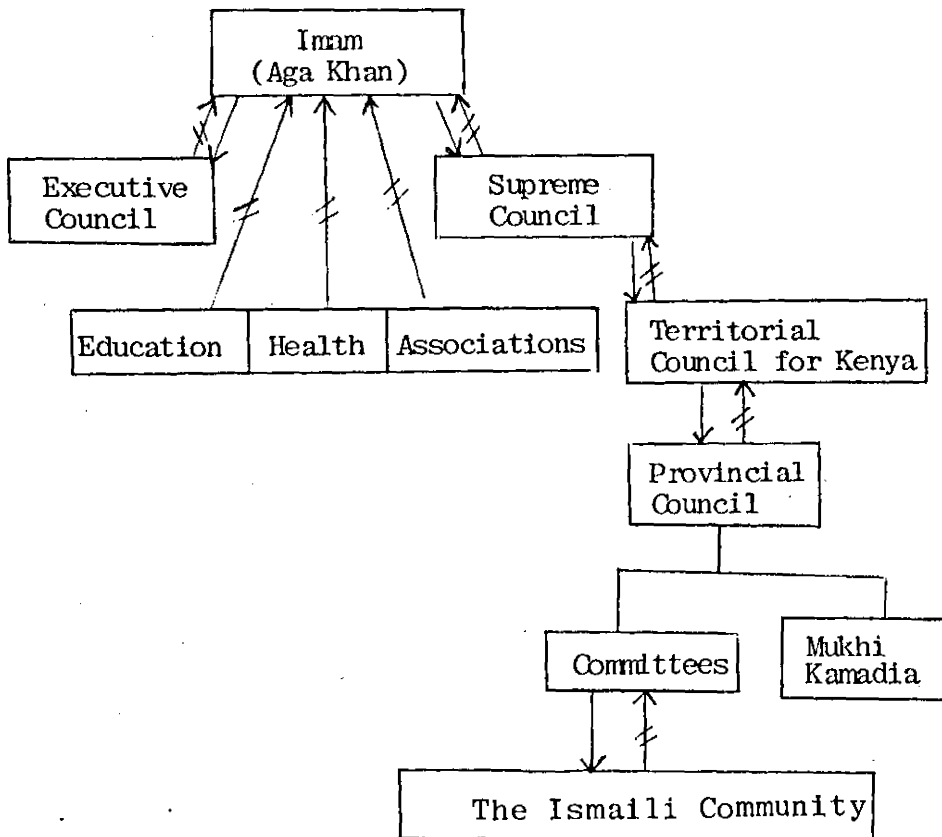 Imam
(Aga Khan)
Executive
Council
Supreme
Council
Education
Health
Associations
Territorial
Council for Kenya
Provincial
Council
Committees
Mukhi
Kamadia
The Ismaili Community